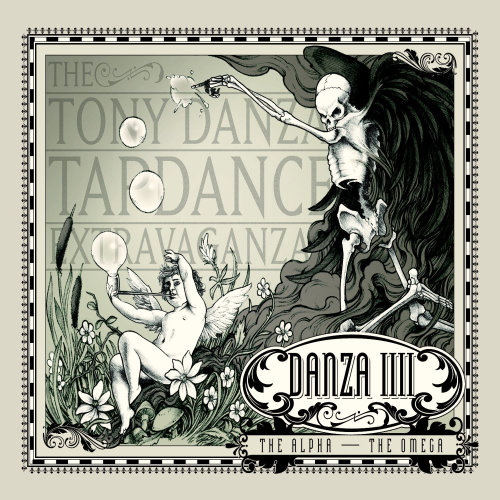 THE
TONY DANZA
TAPDANCE
EXTRAVAGANZA
DANZA IIII
THE ALPHA — THE OMEGA